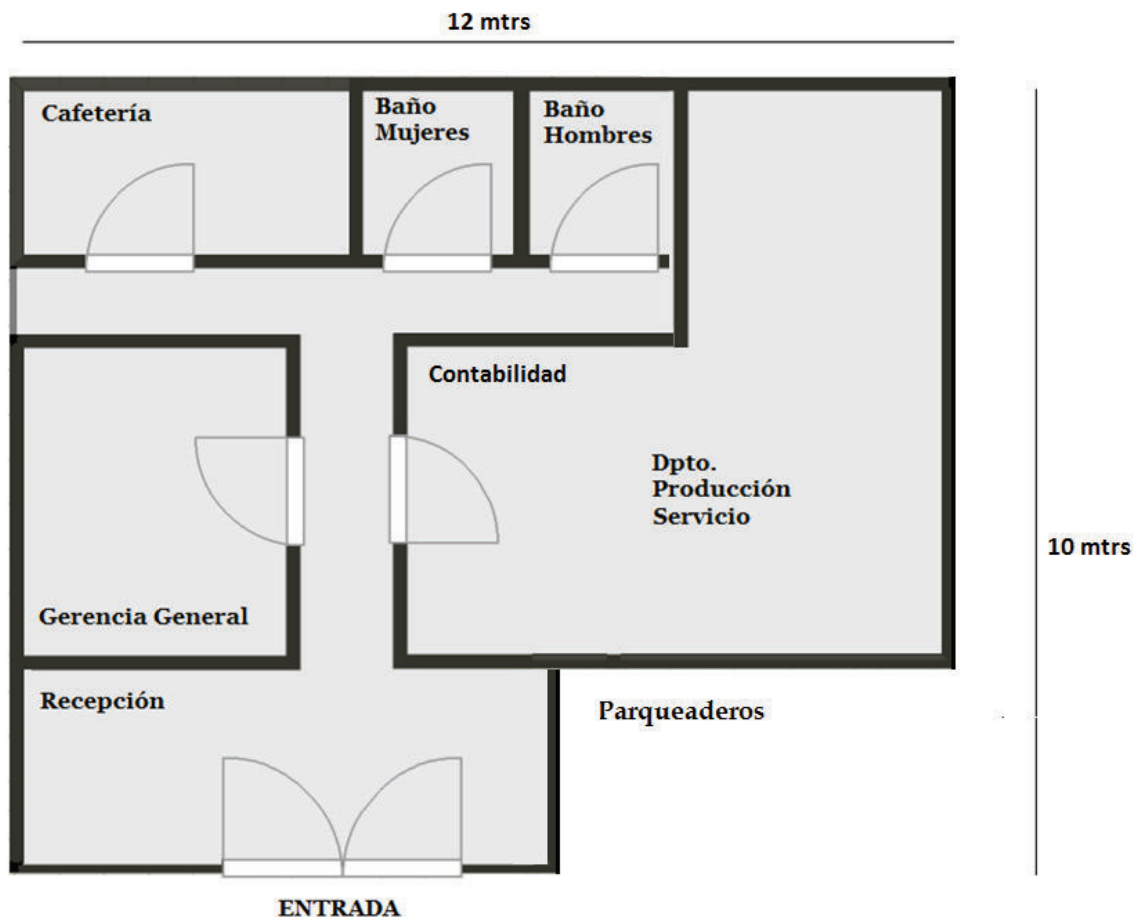 12 mtrs
Cafetería
Baño
Mujeres
Baño
Hombres
Contabilidad
Dpto.
Producción
Servicio
10 mtrs
Gerencia General
Recepción
Parqueaderos
ENTRADA